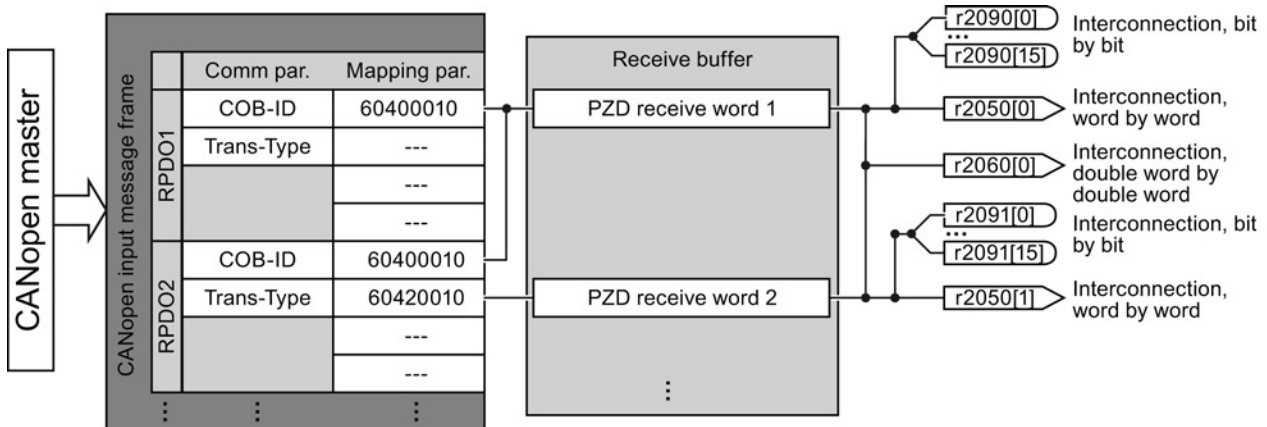 CANopen master
CANopen input message frame
Comm par. Mapping par.
RPDO1
COB-ID 60400010
Trans-Type ---
---
---
RPDO2
COB-ID 60400010
Trans-Type 60420010
---
---
⋮ ⋮ ⋮
Receive buffer
PZD receive word 1
PZD receive word 2
⋮
r2090[0]
...
r2090[15]
Interconnection, bit
by bit
r2050[0]
Interconnection,
word by word
r2060[0]
Interconnection,
double word by
double word
r2091[0]
...
r2091[15]
Interconnection, bit
by bit
r2050[1]
Interconnection,
word by word